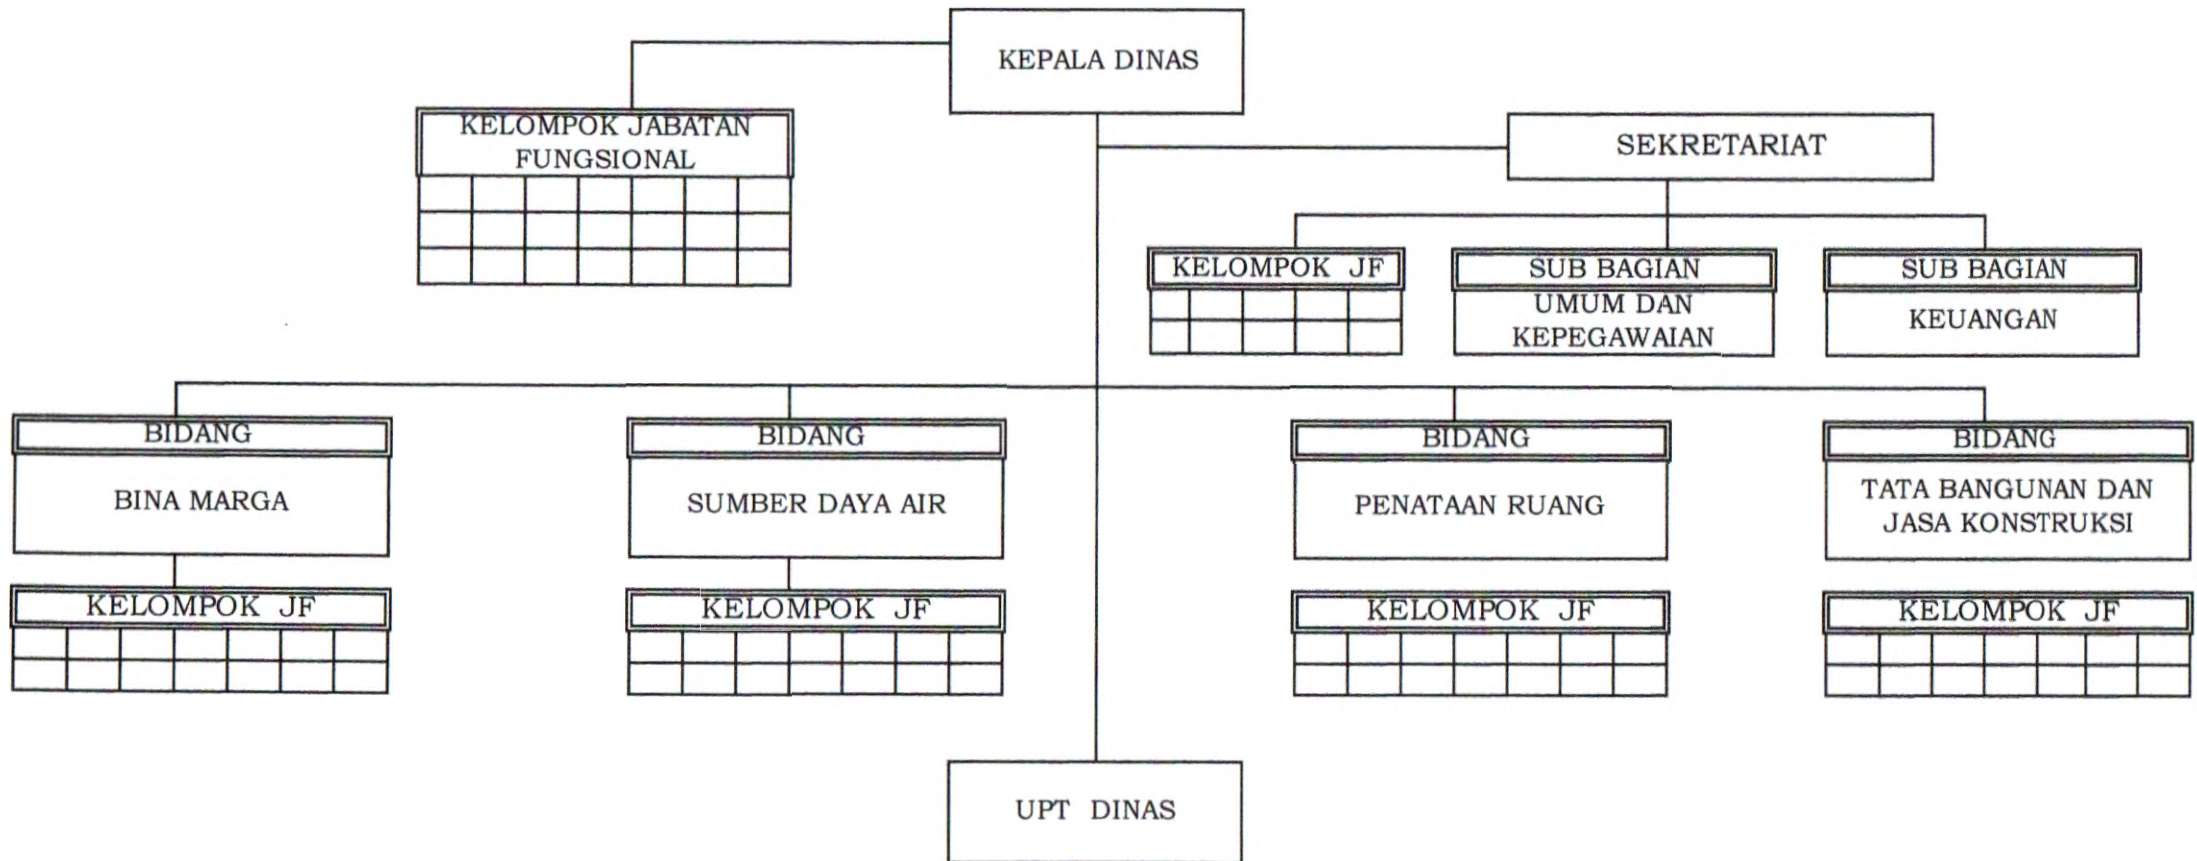 KEPALA DINAS
KELOMPOK JABATAN
FUNGSIONAL
SEKRETARIAT
KELOMPOK JF
SUB BAGIAN
UMUM DAN
KEPEGAWAIAN
SUB BAGIAN
KEUANGAN
BIDANG
BINA MARGA
BIDANG
SUMBER DAYA AIR
BIDANG
PENATAAN RUANG
BIDANG
TATA BANGUNAN DAN
JASA KONSTRUKSI
KELOMPOK JF
KELOMPOK JF
KELOMPOK JF
KELOMPOK JF
UPT DINAS